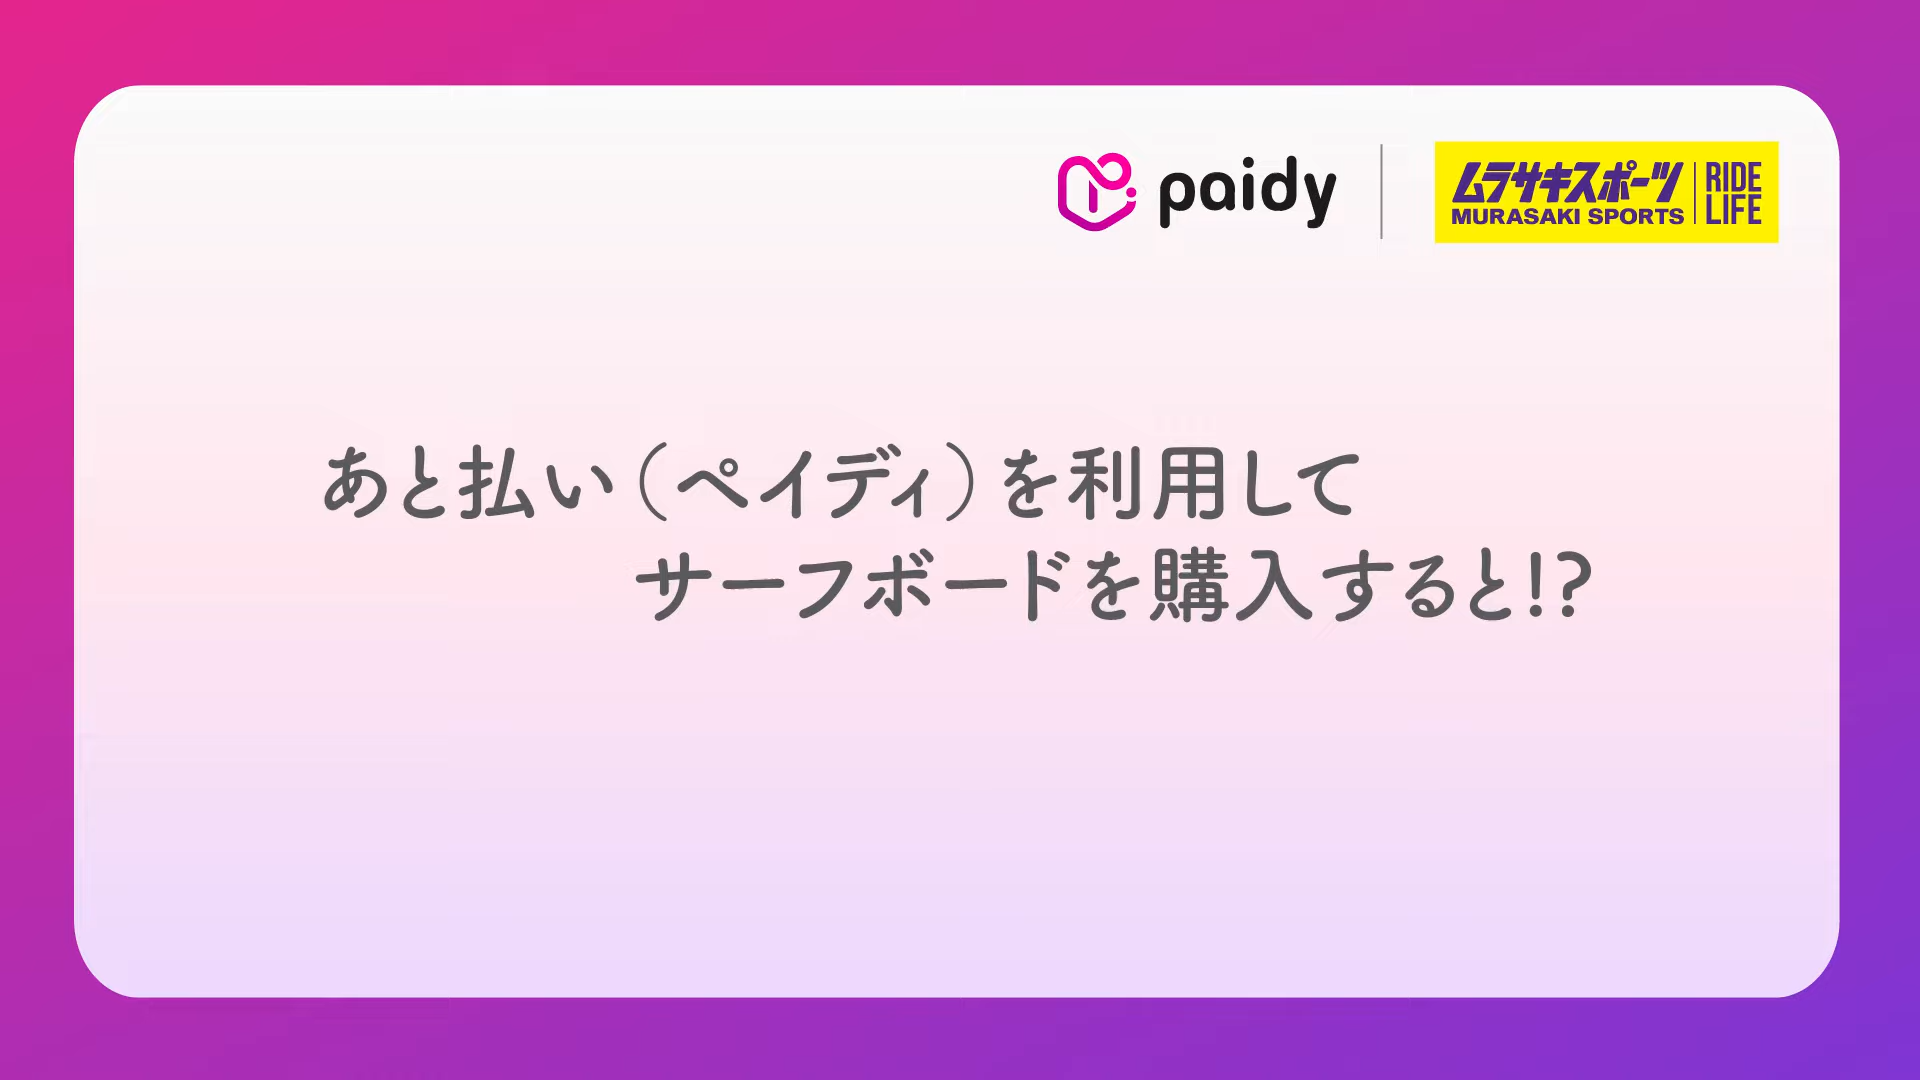 paidy
ムラサキスポーツ
MURASAKI SPORTS
RIDE
LIFE
あと払い（ペイディ）を利用して
サーフボードを購入すると!?